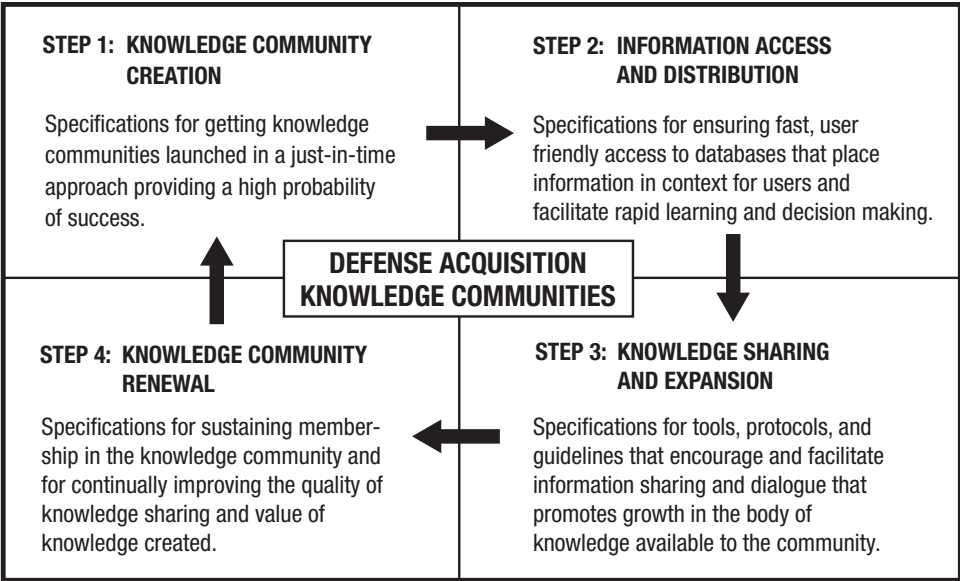 STEP 1: KNOWLEDGE COMMUNITY
CREATION
Specifications for getting knowledge
communities launched in a just-in-time
approach providing a high probability
of success.
STEP 2: INFORMATION ACCESS
AND DISTRIBUTION
Specifications for ensuring fast, user
friendly access to databases that place
information in context for users and
facilitate rapid learning and decision making.
DEFENSE ACQUISITION
KNOWLEDGE COMMUNITIES
STEP 3: KNOWLEDGE SHARING
AND EXPANSION
Specifications for tools, protocols, and
guidelines that encourage and facilitate
information sharing and dialogue that
promotes growth in the body of
knowledge available to the community.
STEP 4: KNOWLEDGE COMMUNITY
RENEWAL
Specifications for sustaining member-
ship in the knowledge community and
for continually improving the quality of
knowledge sharing and value of
knowledge created.